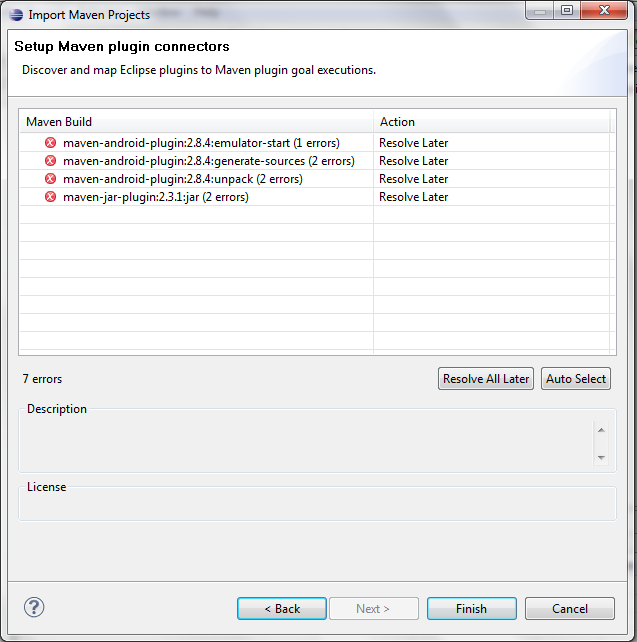 Import Maven Projects
Setup Maven plugin connectors
Discover and map Eclipse plugins to Maven plugin goal executions.
Maven Build Action
maven-android-plugin:2.8.4:emulator-start (1 errors) Resolve Later
maven-android-plugin:2.8.4:generate-sources (2 errors) Resolve Later
maven-android-plugin:2.8.4:unpack (2 errors) Resolve Later
maven-jar-plugin:2.3.1:jar (2 errors) Resolve Later
7 errors Resolve All Later Auto Select
Description
License
? < Back Next > Finish Cancel